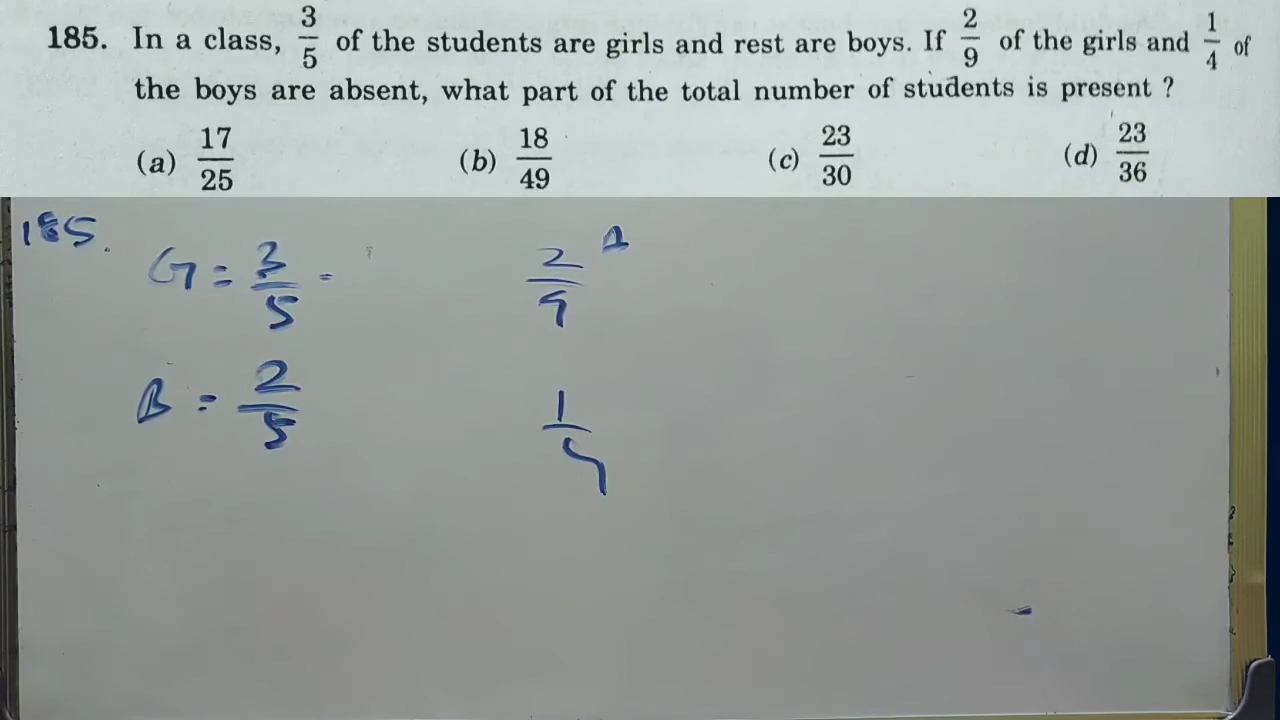 185. In a class, 3/5 of the students are girls and rest are boys. If 2/9 of the girls and 1/4 of
the boys are absent, what part of the total number of students is present ?
(a) 17/25 (b) 18/49 (c) 23/30 (d) 23/36
185.
G = 3/5 = 2/9 A
B = 2/5 1/4